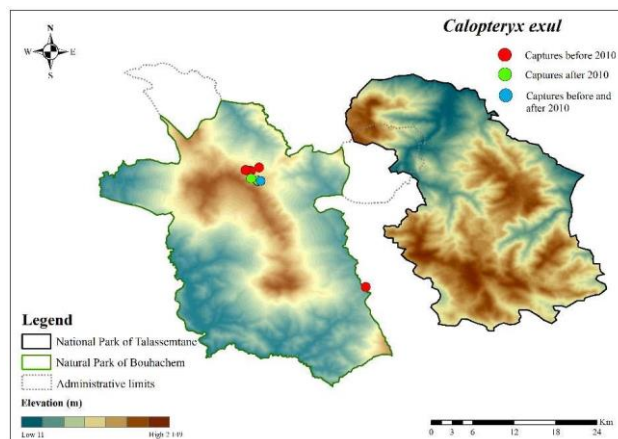 Calopteryx exul
N
W E
S
Captures before 2010
Captures after 2010
Captures before and
after 2010
Legend
National Park of Talassemtane
Natural Park of Bouhachem
Administrative limits
Elevation (m)
Low 11
Km
0 3 6 12 18 24